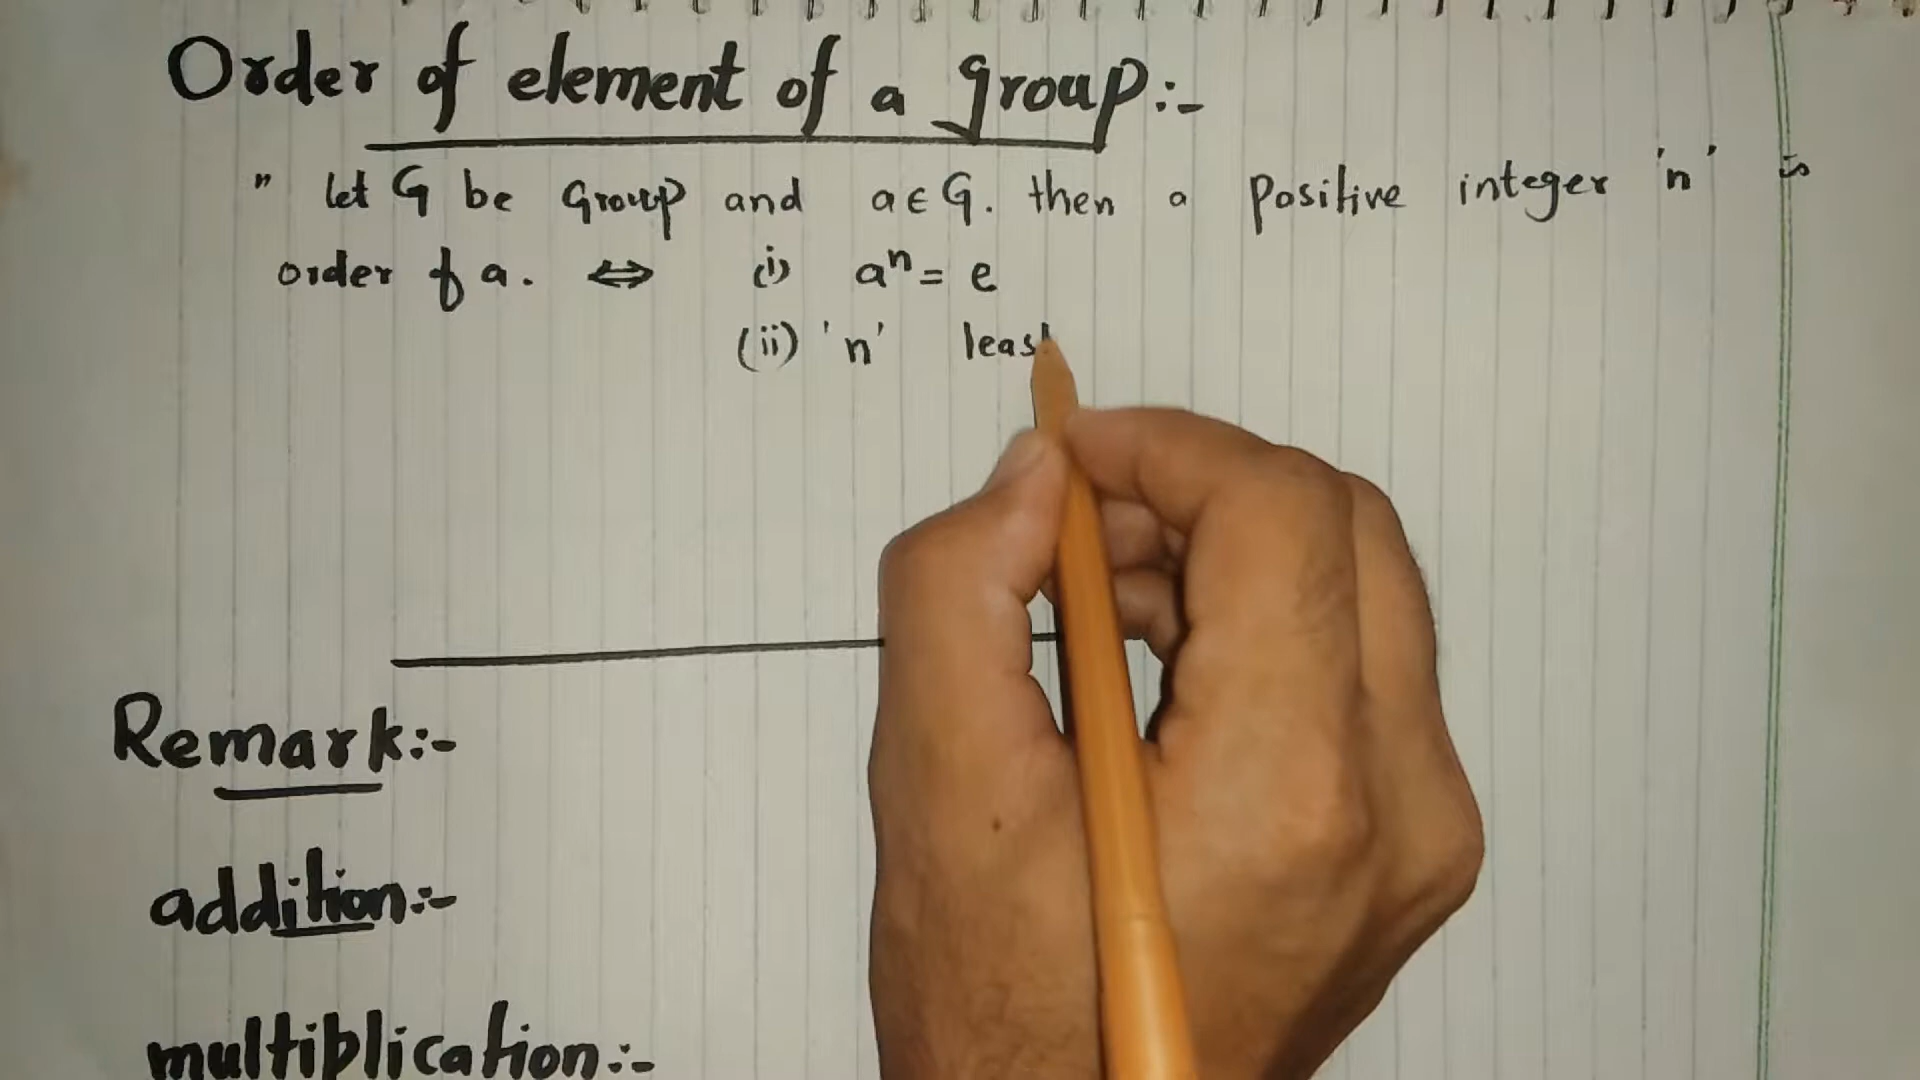 Order of element of a group:-
" let G be Group and a ∈ G. then a positive integer 'n' is
order of a. ⇔ (i) aⁿ = e
(ii) 'n' least
Remark:-
addition:-
multiplication:-